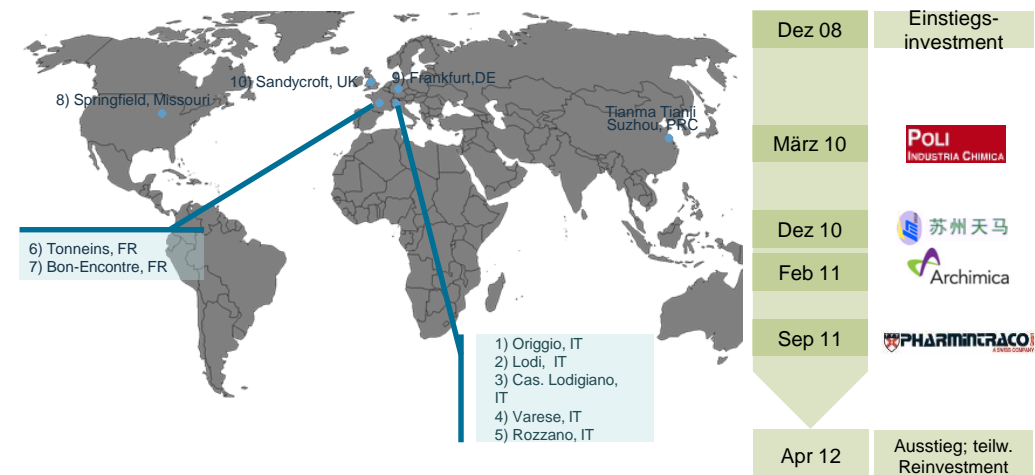 10) Sandycroft, UK
9) Frankfurt,DE
8) Springfield, Missouri
Tianma Tianji
Suzhou, PRC
6) Tonneins, FR
7) Bon-Encontre, FR
1) Origgio, IT
2) Lodi, IT
3) Cas. Lodigiano,
IT
4) Varese, IT
5) Rozzano, IT
Dez 08
Einstiegs-
investment
März 10
POLI
INDUSTRIA CHIMICA
Dez 10
苏州天马
Feb 11
Archimica
Sep 11
PHARMINTRACO
A SWISS COMPANY
Apr 12
Ausstieg; teilw.
Reinvestment